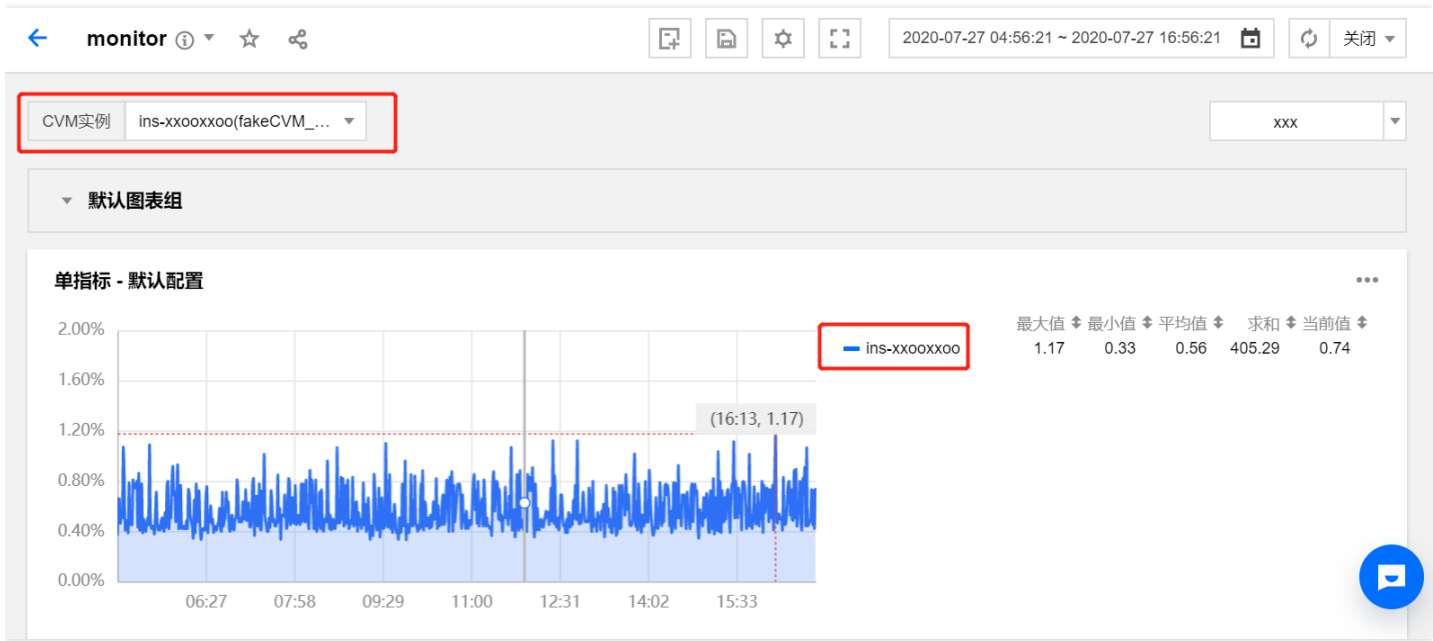 monitor
2020-07-27 04:56:21 ~ 2020-07-27 16:56:21
关闭
CVM实例 ins-xxooxxoo(fakeCVM_...
xxx
默认图表组
单指标 - 默认配置
最大值 最小值 平均值 求和 当前值
ins-xxooxxoo 1.17 0.33 0.56 405.29 0.74
2.00%
1.60%
1.20%
0.80%
0.40%
0.00%
(16:13, 1.17)
06:27 07:58 09:29 11:00 12:31 14:02 15:33